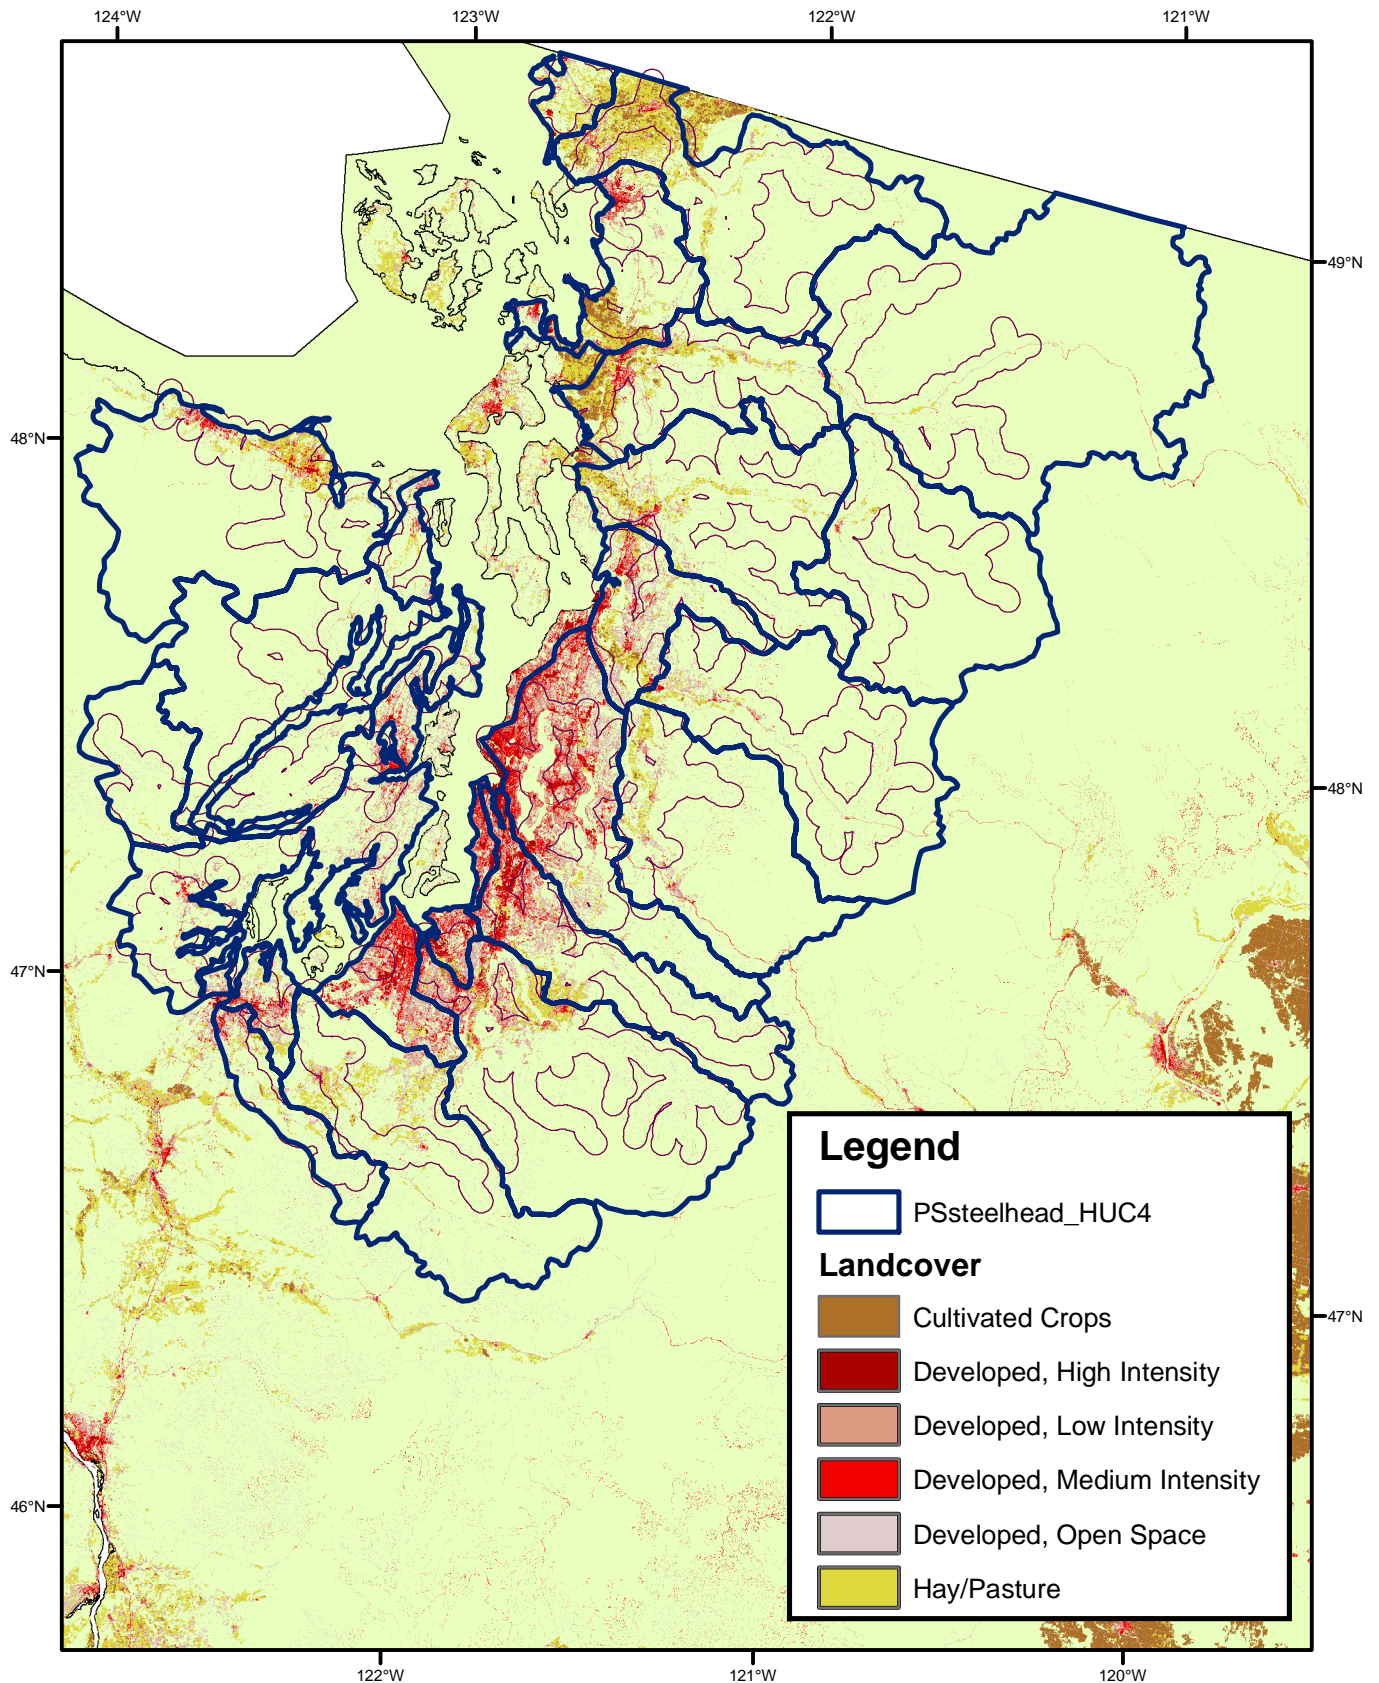 124°W 123°W 122°W 121°W
49°N
48°N
48°N
47°N
47°N
46°N
122°W 121°W 120°W
Legend
PSsteelhead_HUC4
Landcover
Cultivated Crops
Developed, High Intensity
Developed, Low Intensity
Developed, Medium Intensity
Developed, Open Space
Hay/Pasture